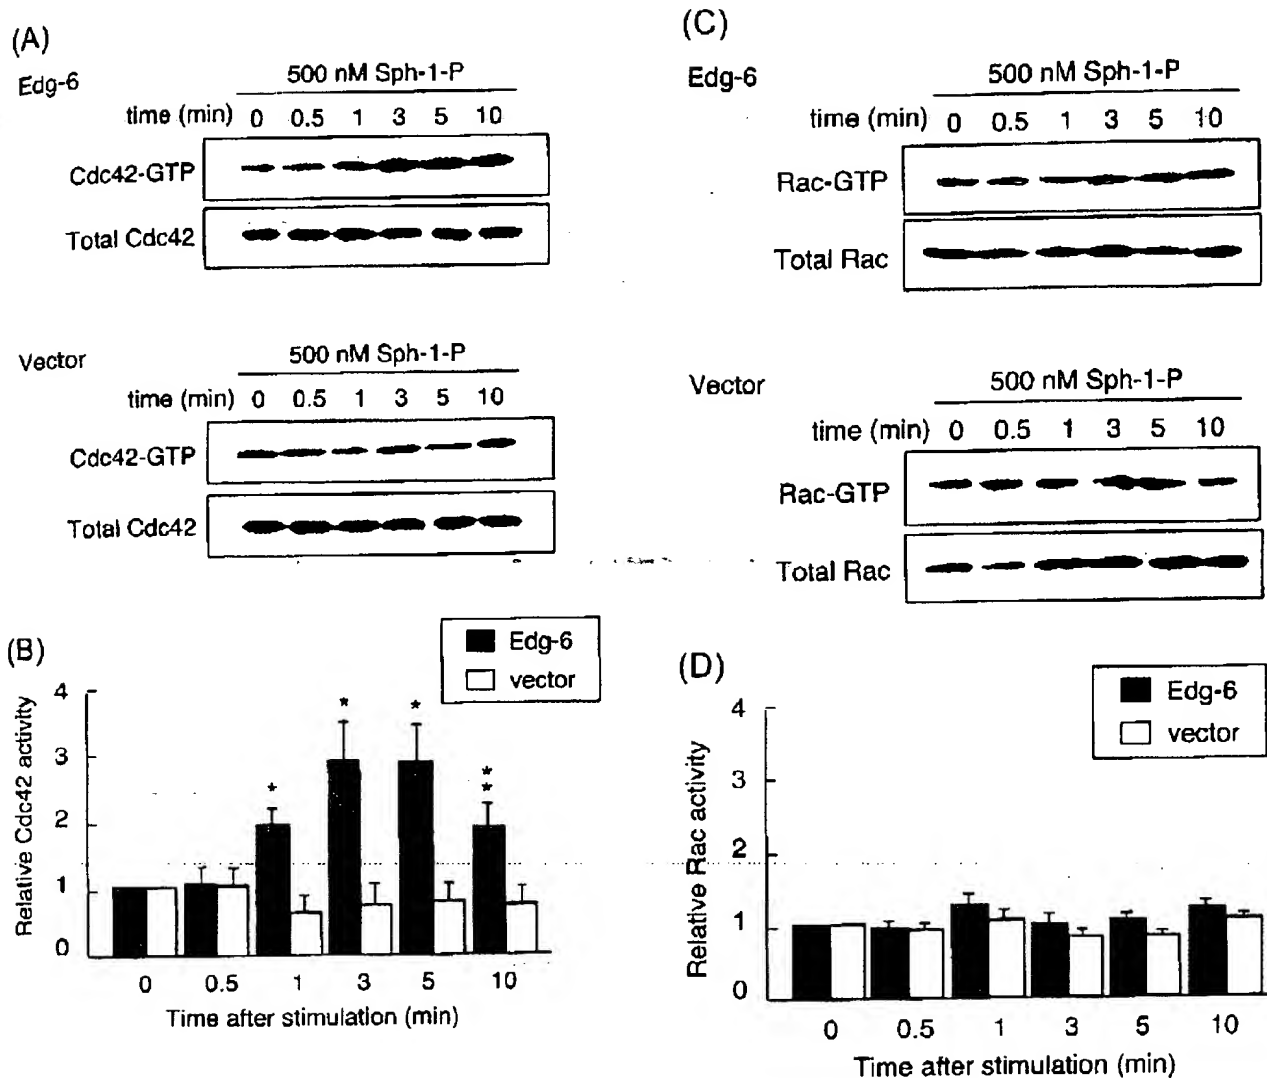 (A)
Edg-6
500 nM Sph-1-P
time (min) 0 0.5 1 3 5 10
Cdc42-GTP
Total Cdc42
Vector
500 nM Sph-1-P
time (min) 0 0.5 1 3 5 10
Cdc42-GTP
Total Cdc42
(B)
Edg-6
vector
Relative Cdc42 activity
4
3
2
1
0
* * * * *
0 0.5 1 3 5 10
Time after stimulation (min)
(C)
Edg-6
500 nM Sph-1-P
time (min) 0 0.5 1 3 5 10
Rac-GTP
Total Rac
Vector
500 nM Sph-1-P
time (min) 0 0.5 1 3 5 10
Rac-GTP
Total Rac
(D)
Edg-6
vector
Relative Rac activity
4
3
2
1
0
0 0.5 1 3 5 10
Time after stimulation (min)